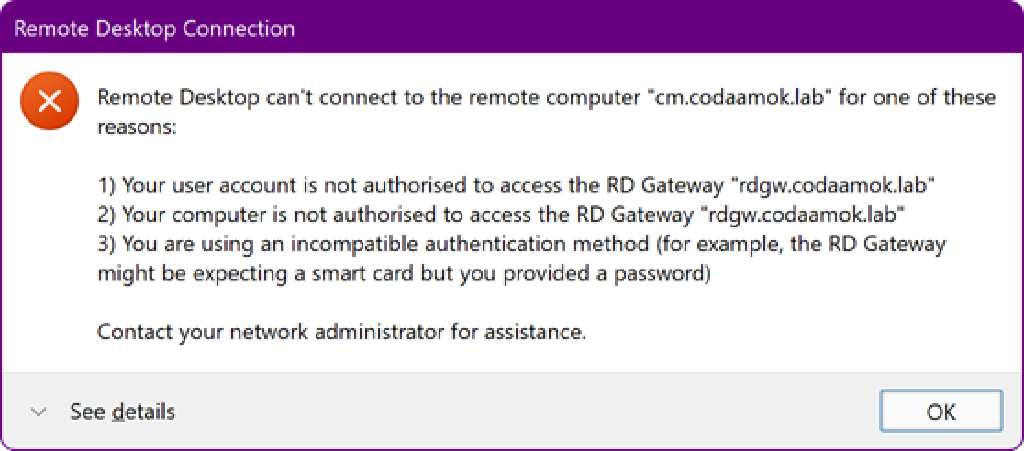 Remote Desktop Connection
Remote Desktop can't connect to the remote computer "cm.codaamok.lab" for one of these
reasons:
1) Your user account is not authorised to access the RD Gateway "rdgw.codaamok.lab"
2) Your computer is not authorised to access the RD Gateway "rdgw.codaamok.lab"
3) You are using an incompatible authentication method (for example, the RD Gateway
might be expecting a smart card but you provided a password)
Contact your network administrator for assistance.
See details
OK